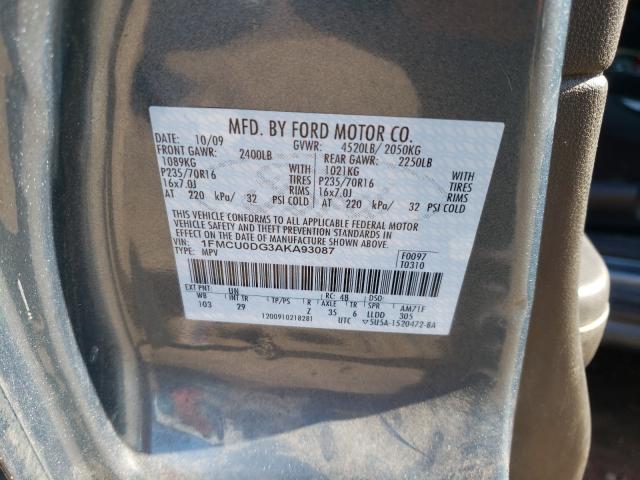 MFD. BY FORD MOTOR CO.
DATE: 10/09 GVWR: 4520LB/ 2050KG
FRONT GAWR: 2400LB REAR GAWR: 2250LB
1089KG WITH 1021KG WITH
P235/70R16 TIRES P235/70R16 TIRES
16x7.0J RIMS 16x7.0J RIMS
AT 220 kPa/ 32 PSI COLD AT 220 kPa/ 32 PSI COLD
THIS VEHICLE CONFORMS TO ALL APPLICABLE FEDERAL MOTOR
VEHICLE SAFETY AND THEFT PREVENTION STANDARDS IN
EFFECT ON THE DATE OF MANUFACTURE SHOWN ABOVE.
VIN: 1FMCU0DG3AKA93087 F0097
TYPE: MPV T0310
EXT PNT: UN RC: 48 DSO:
WB INT TR TP/PS R AXLE TR SPR AM71F
103 29 Z 35 6 LLDD 305
1200910218281 UTC 5U5A-1520472-BA